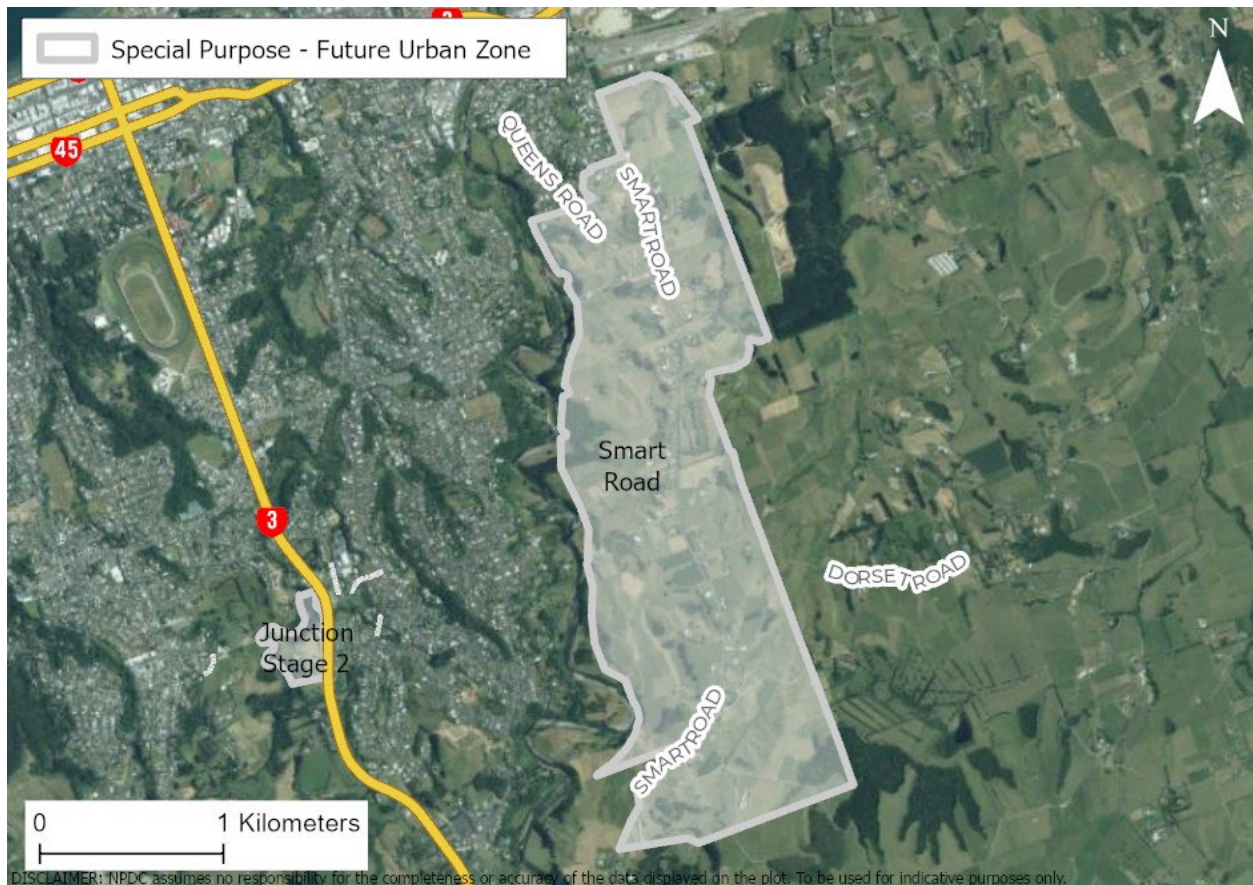 Special Purpose - Future Urban Zone
N
45
QUEENS ROAD
SMART ROAD
Smart
Road
3
DORSET ROAD
Junction
Stage 2
SMART ROAD
0 1 Kilometers
DISCLAIMER: NPDC assumes no responsibility for the completeness or accuracy of the data displayed on the plot. To be used for indicative purposes only.